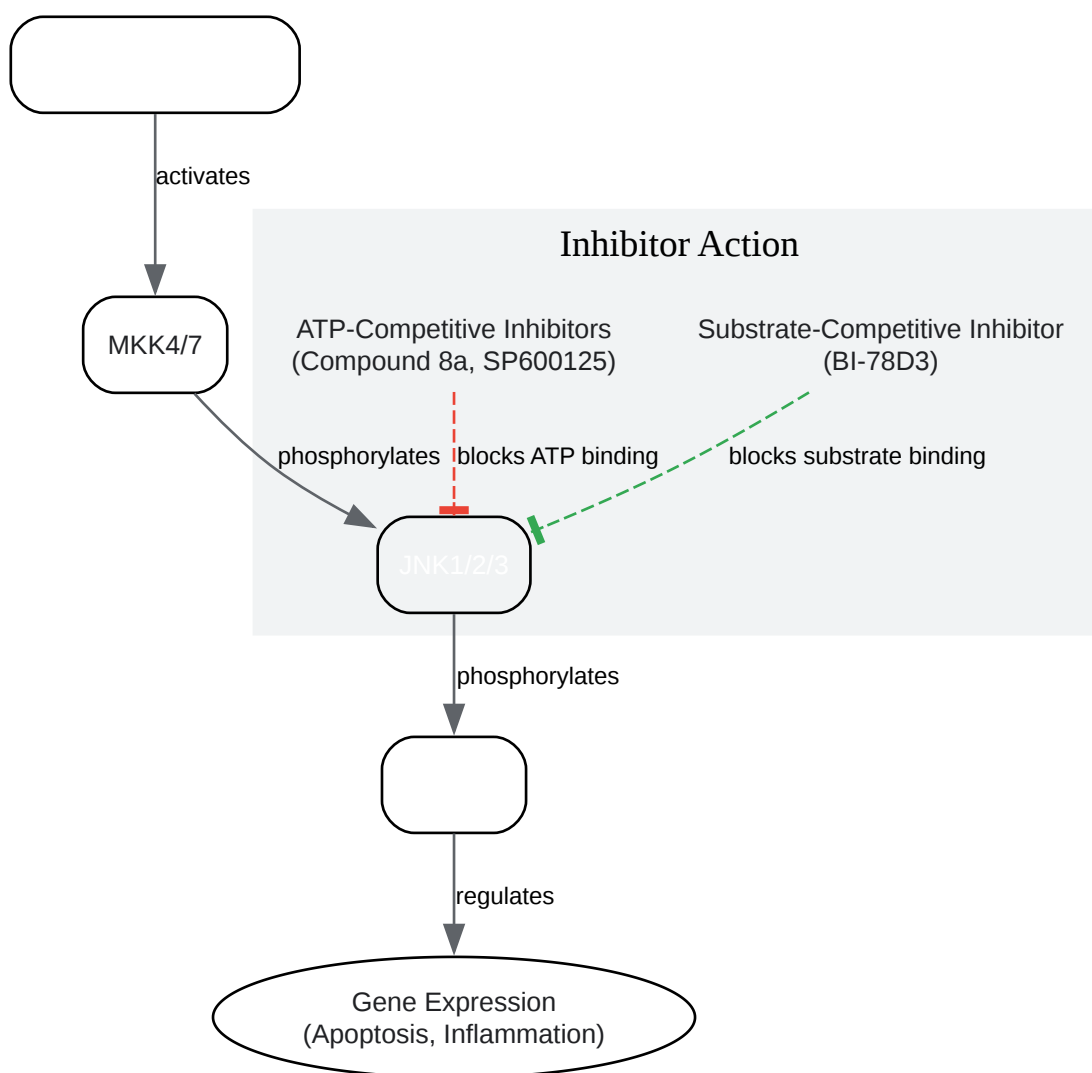 activates
Inhibitor Action
MKK4/7
ATP-Competitive Inhibitors
(Compound 8a, SP600125)
Substrate-Competitive Inhibitor
(BI-78D3)
phosphorylates
blocks ATP binding
blocks substrate binding
JNK1/2/3
phosphorylates
regulates
Gene Expression
(Apoptosis, Inflammation)